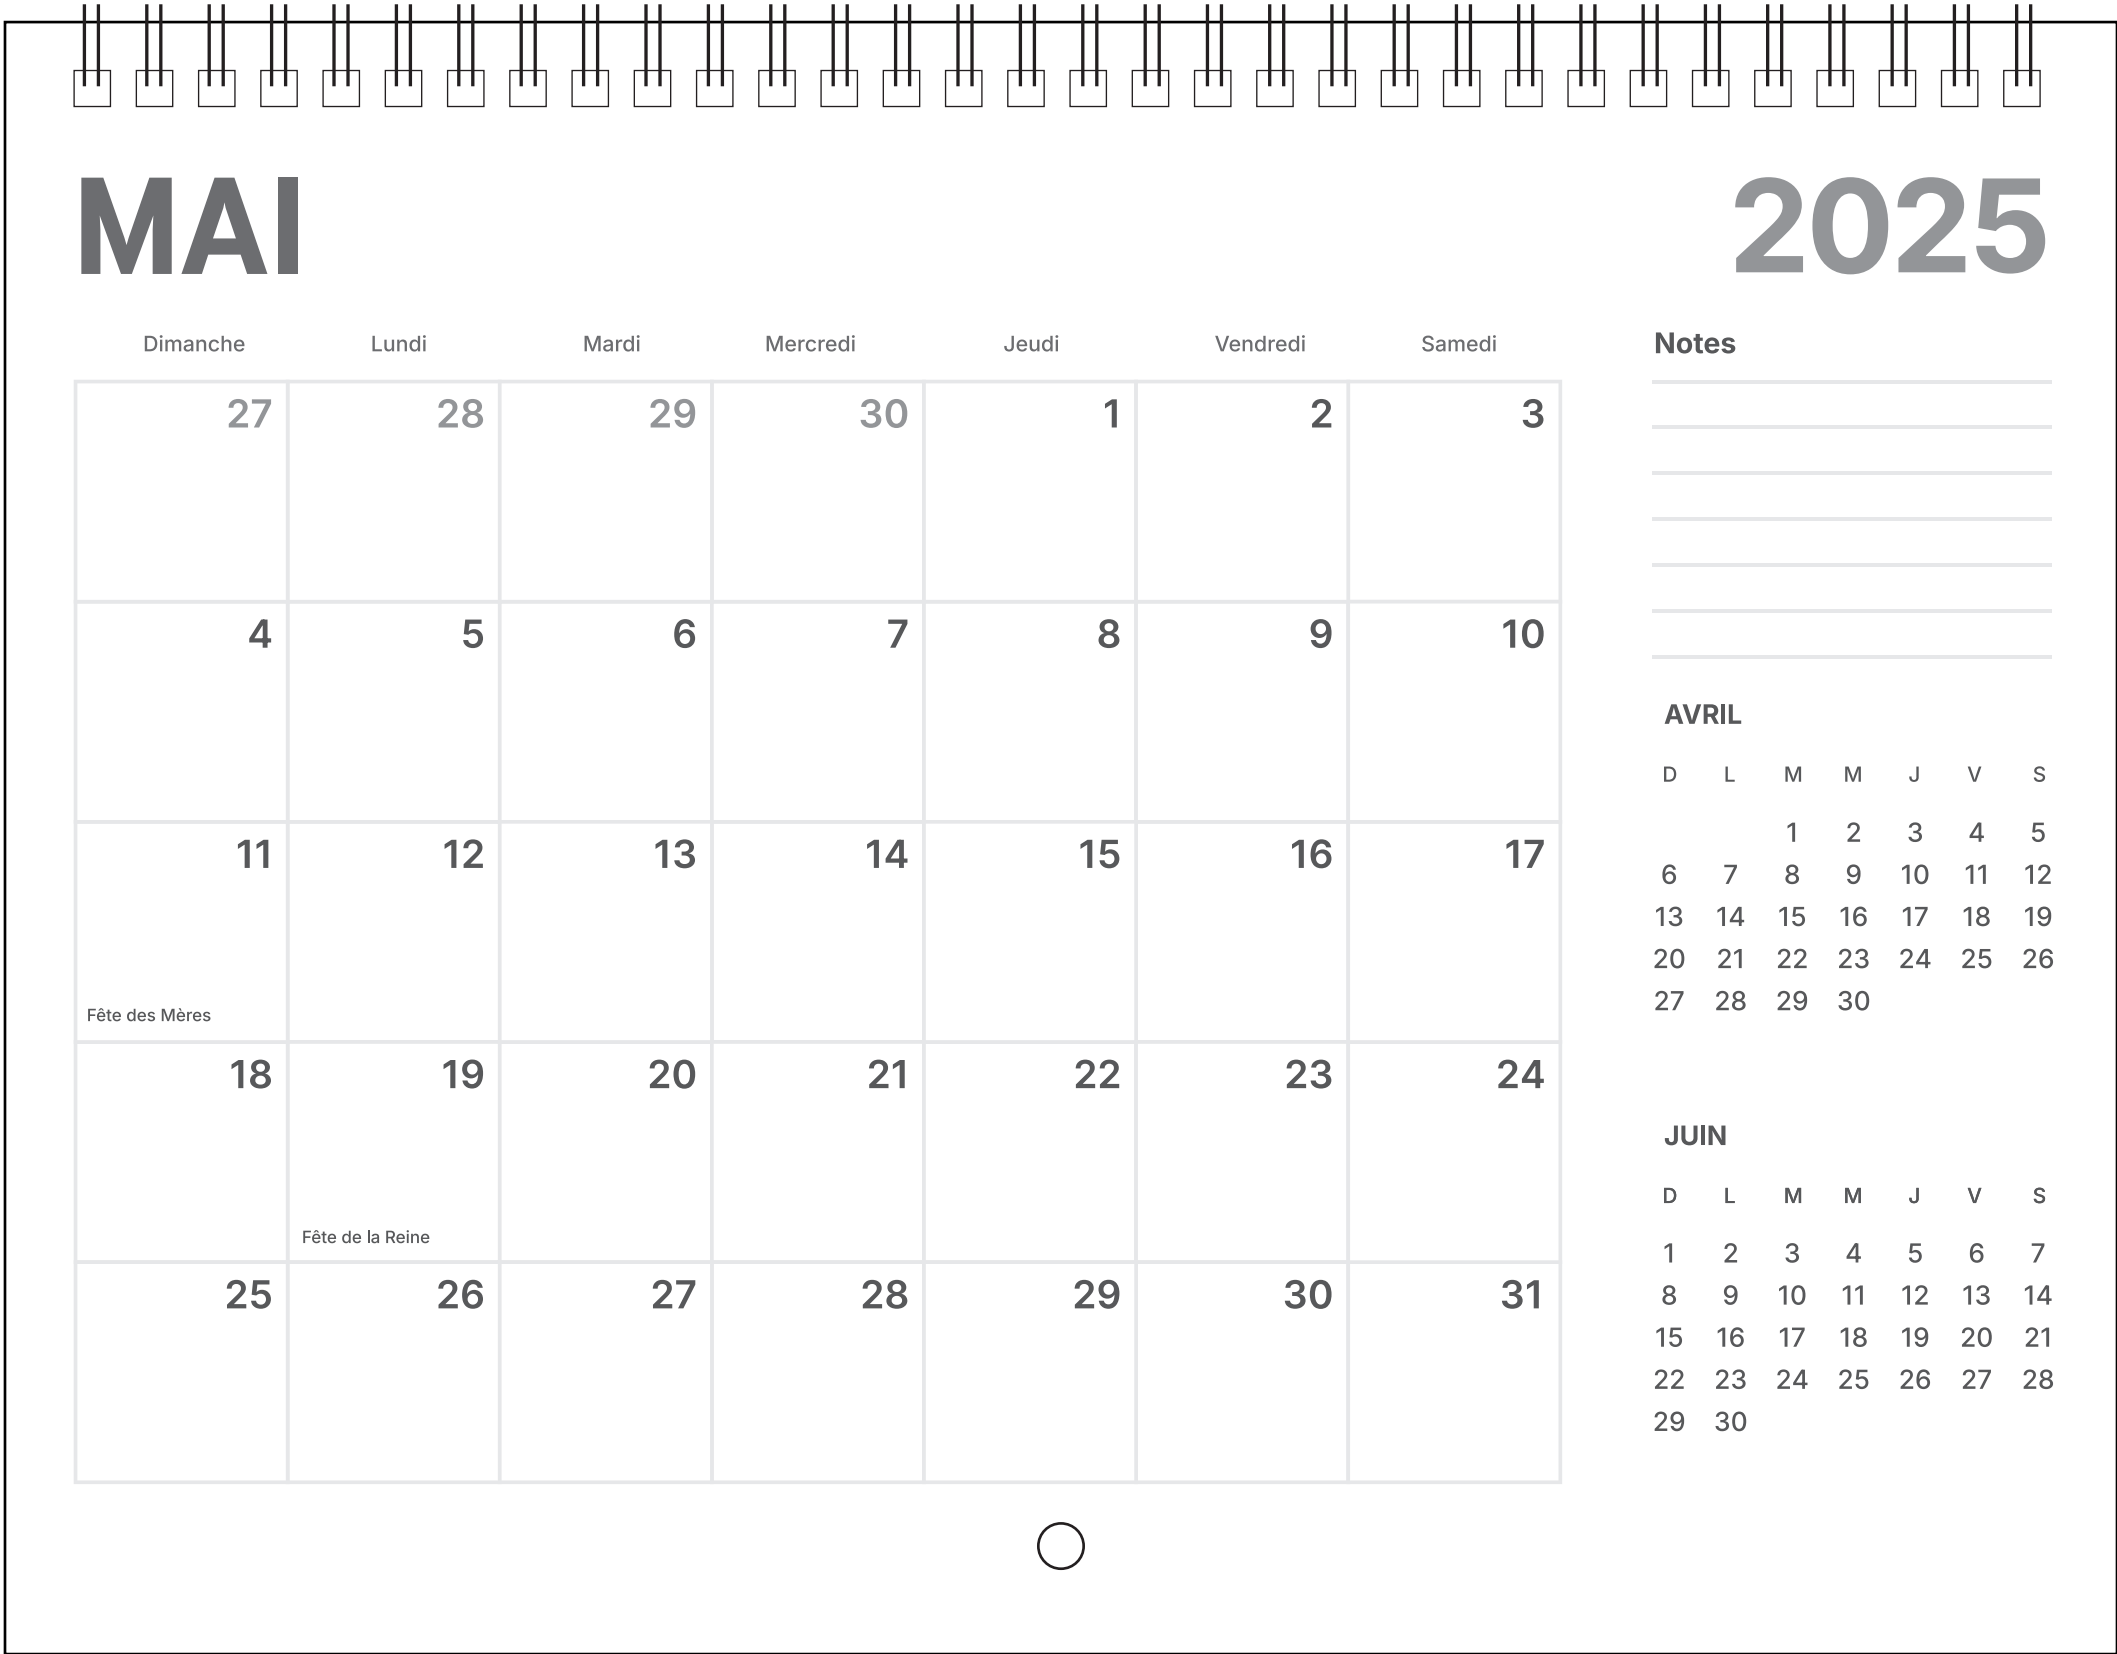 MAI 2025
Dimanche Lundi Mardi Mercredi Jeudi Vendredi Samedi
27 28 29 30 1 2 3
4 5 6 7 8 9 10
11 12 13 14 15 16 17
Fête des Mères
18 19 20 21 22 23 24
Fête de la Reine
25 26 27 28 29 30 31
Notes
AVRIL
D L M M J V S
1 2 3 4 5
6 7 8 9 10 11 12
13 14 15 16 17 18 19
20 21 22 23 24 25 26
27 28 29 30
JUIN
D L M M J V S
1 2 3 4 5 6 7
8 9 10 11 12 13 14
15 16 17 18 19 20 21
22 23 24 25 26 27 28
29 30